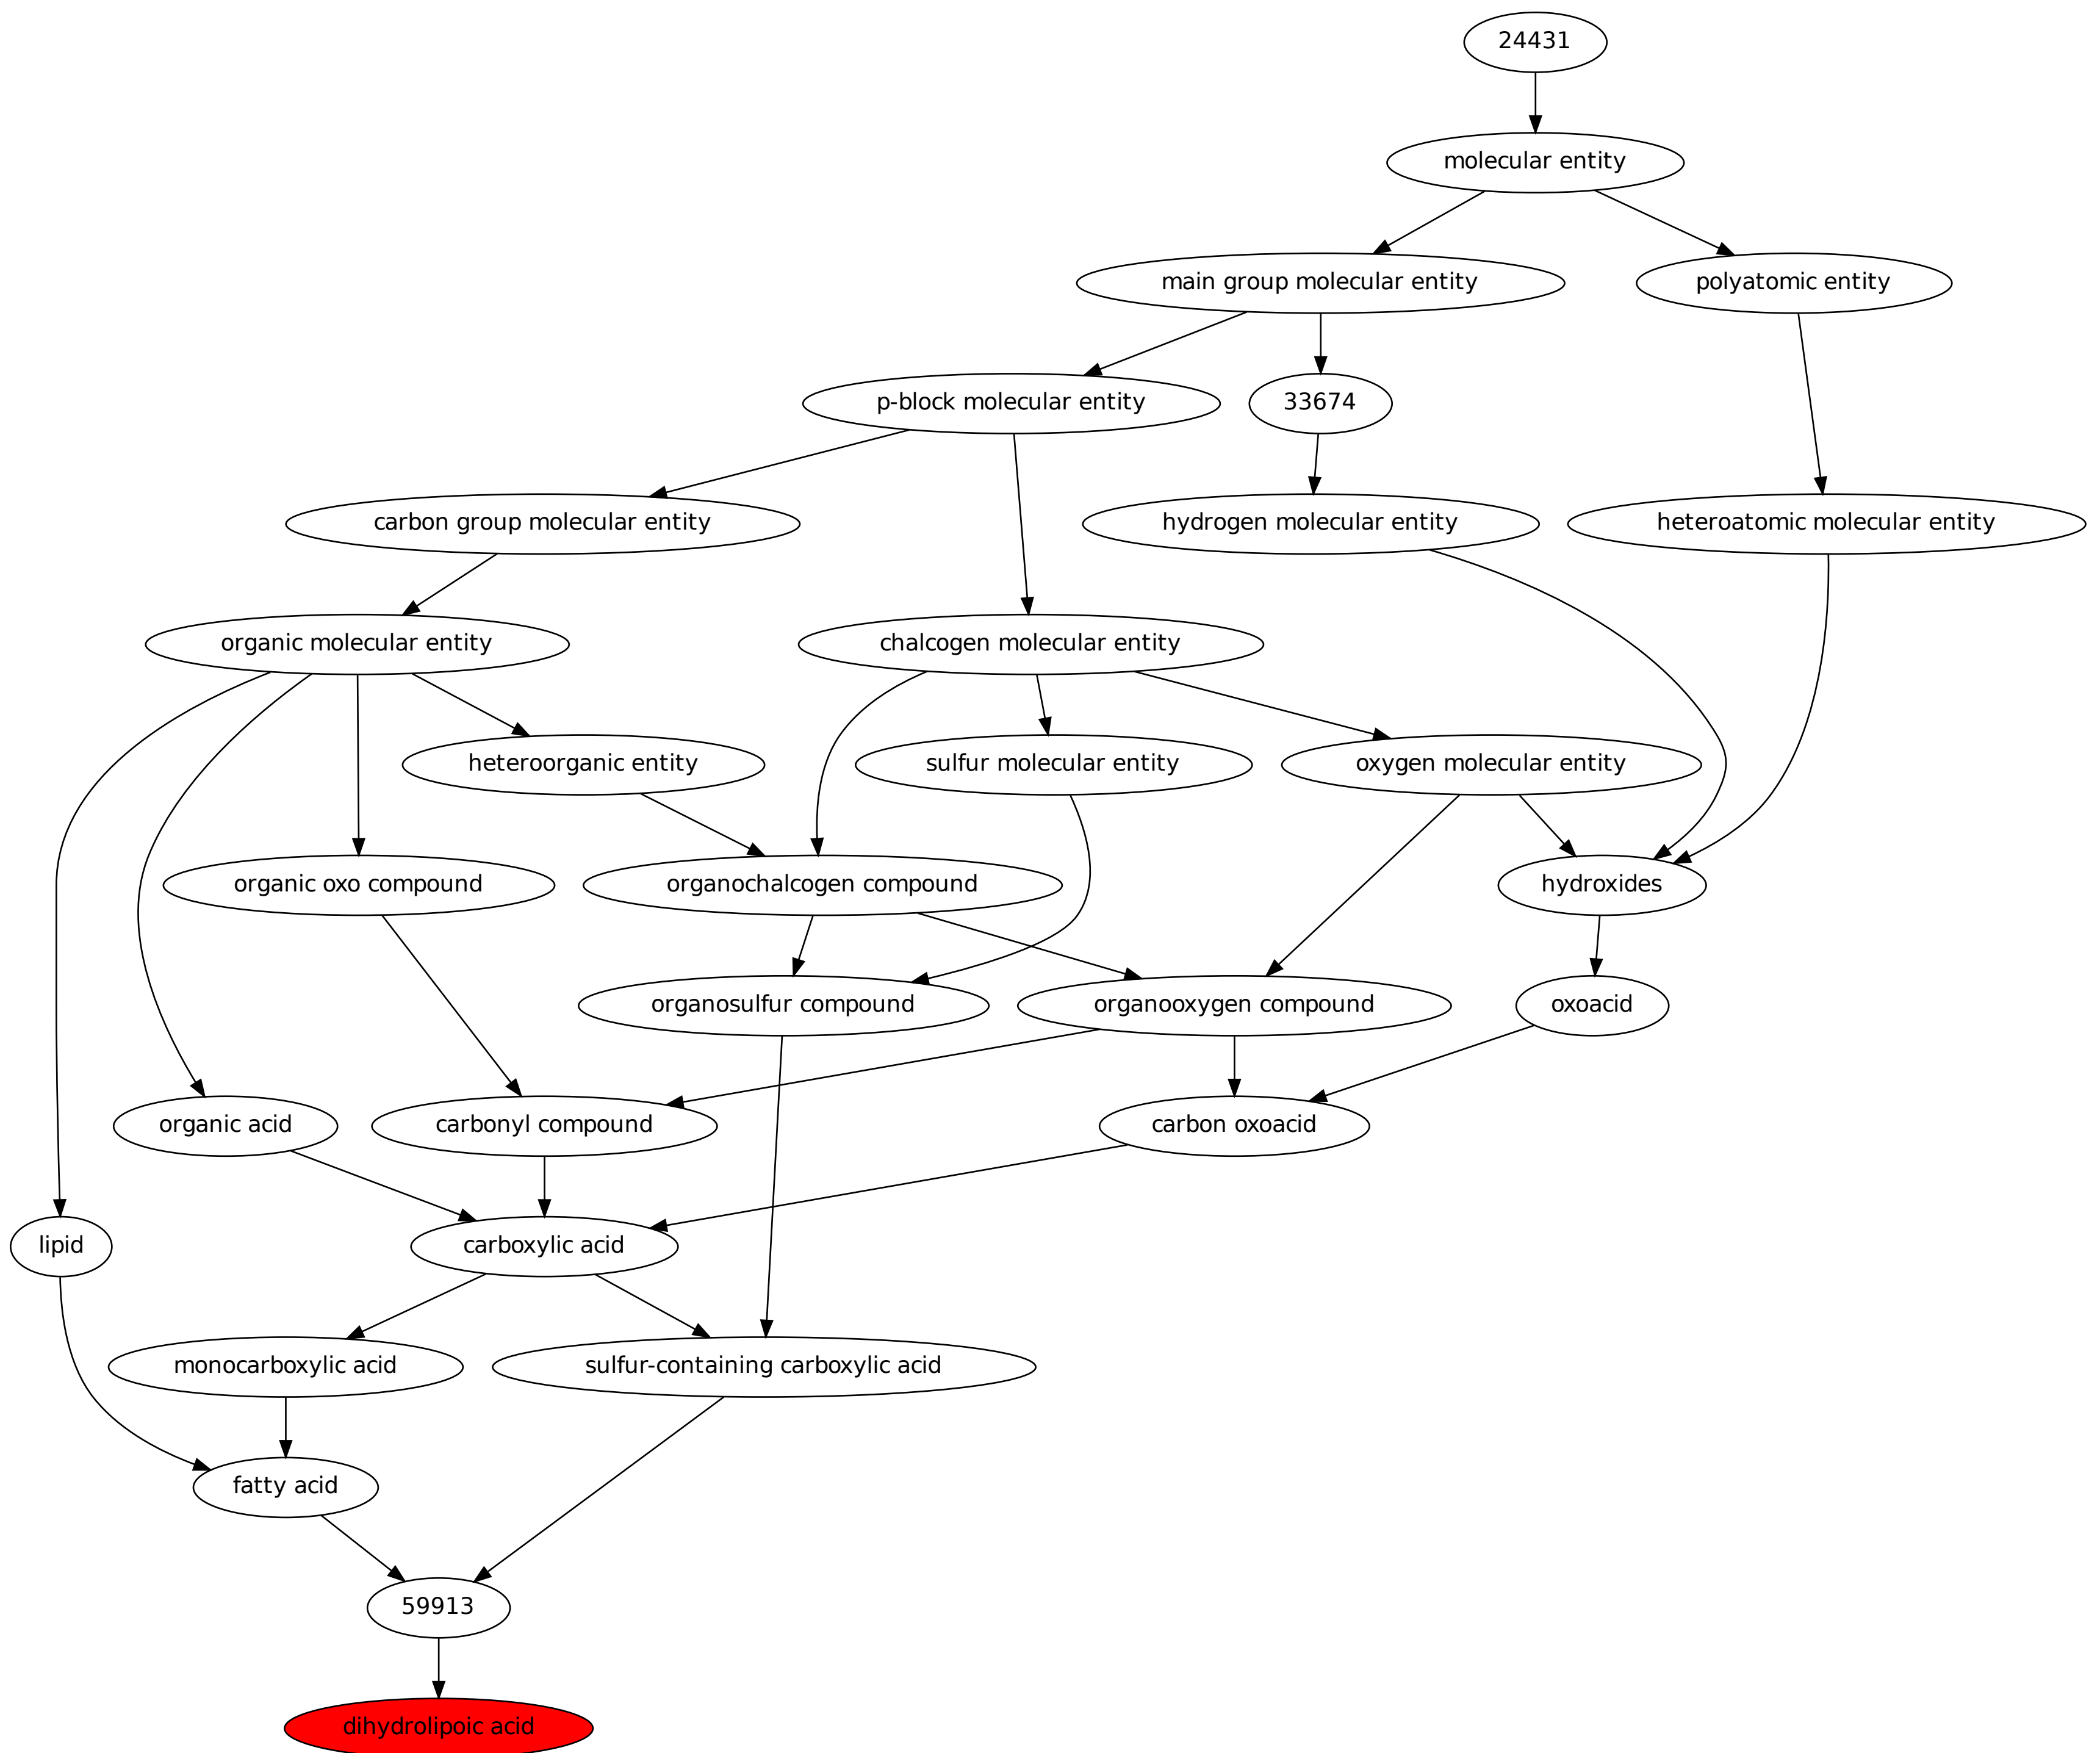 24431
molecular entity
main group molecular entity
polyatomic entity
p-block molecular entity
33674
carbon group molecular entity
hydrogen molecular entity
heteroatomic molecular entity
organic molecular entity
chalcogen molecular entity
heteroorganic entity
sulfur molecular entity
oxygen molecular entity
organic oxo compound
organochalcogen compound
hydroxides
organosulfur compound
organooxygen compound
oxoacid
organic acid
carbonyl compound
carbon oxoacid
lipid
carboxylic acid
monocarboxylic acid
sulfur-containing carboxylic acid
fatty acid
59913
dihydrolipoic acid